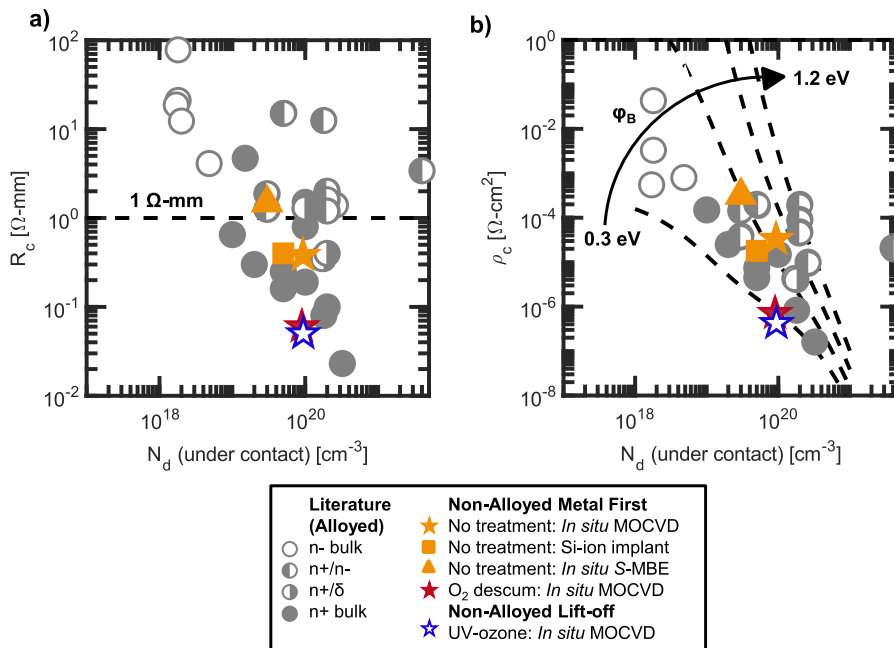 a)
10^2
10^1
10^0
10^-1
10^-2
R_c [Ω-mm]
1 Ω-mm
10^18
10^20
N_d (under contact) [cm^-3]
b)
10^0
10^-2
10^-4
10^-6
10^-8
ρ_c [Ω-cm^2]
φ_B
1.2 eV
0.3 eV
10^18
10^20
N_d (under contact) [cm^-3]
Literature
(Alloyed)
n- bulk
n+/n-
n+/δ
n+ bulk
Non-Alloyed Metal First
No treatment: In situ MOCVD
No treatment: Si-ion implant
No treatment: In situ S-MBE
O_2 descum: In situ MOCVD
Non-Alloyed Lift-off
UV-ozone: In situ MOCVD